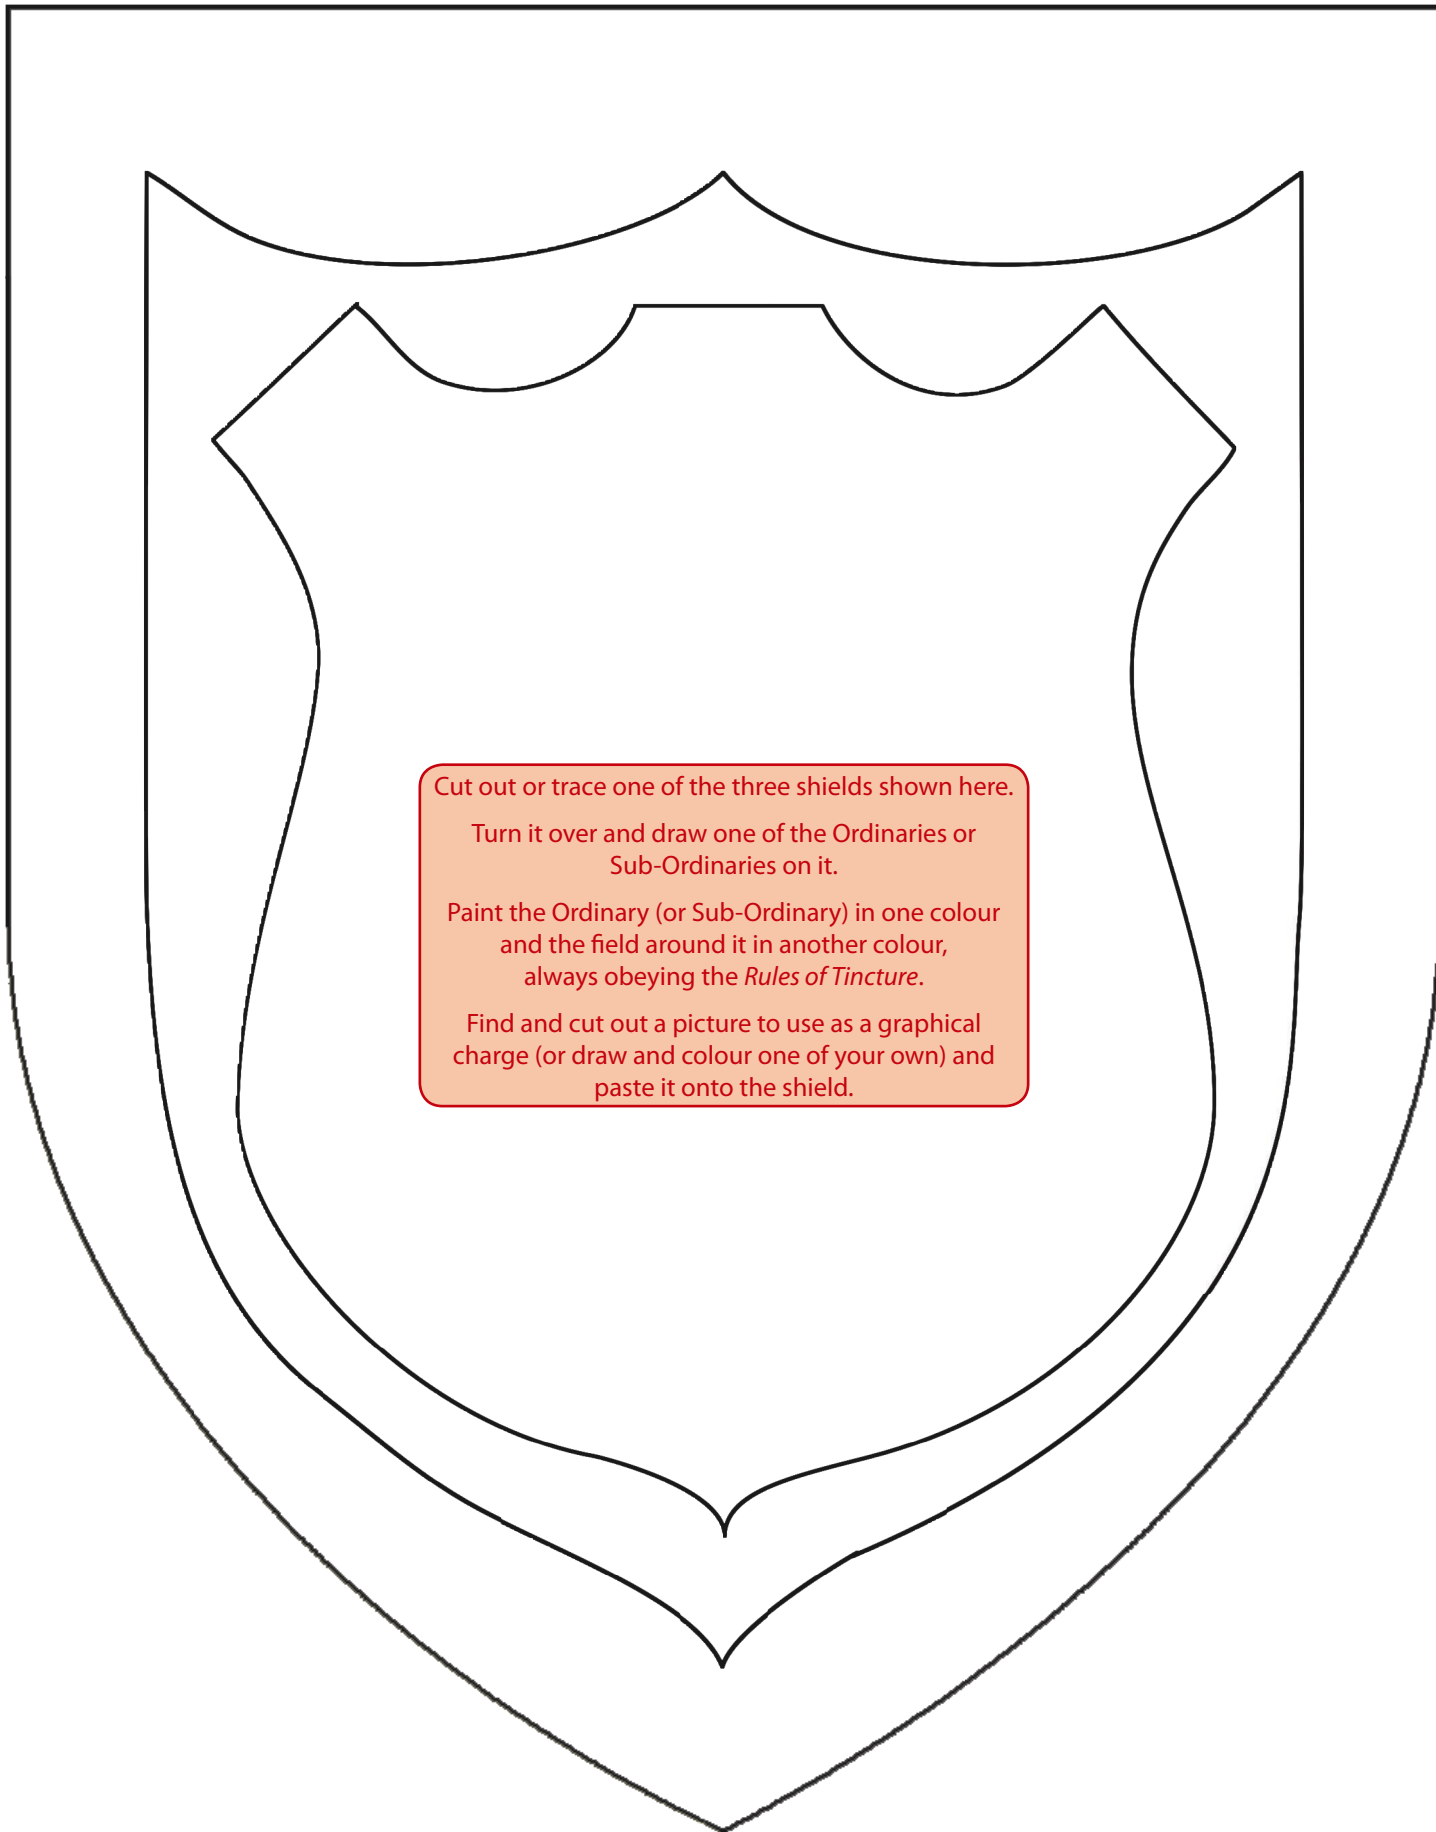 Cut out or trace one of the three shields shown here.
Turn it over and draw one of the Ordinaries or
Sub-Ordinaries on it.
Paint the Ordinary (or Sub-Ordinary) in one colour
and the field around it in another colour,
always obeying the Rules of Tincture.
Find and cut out a picture to use as a graphical
charge (or draw and colour one of your own) and
paste it onto the shield.